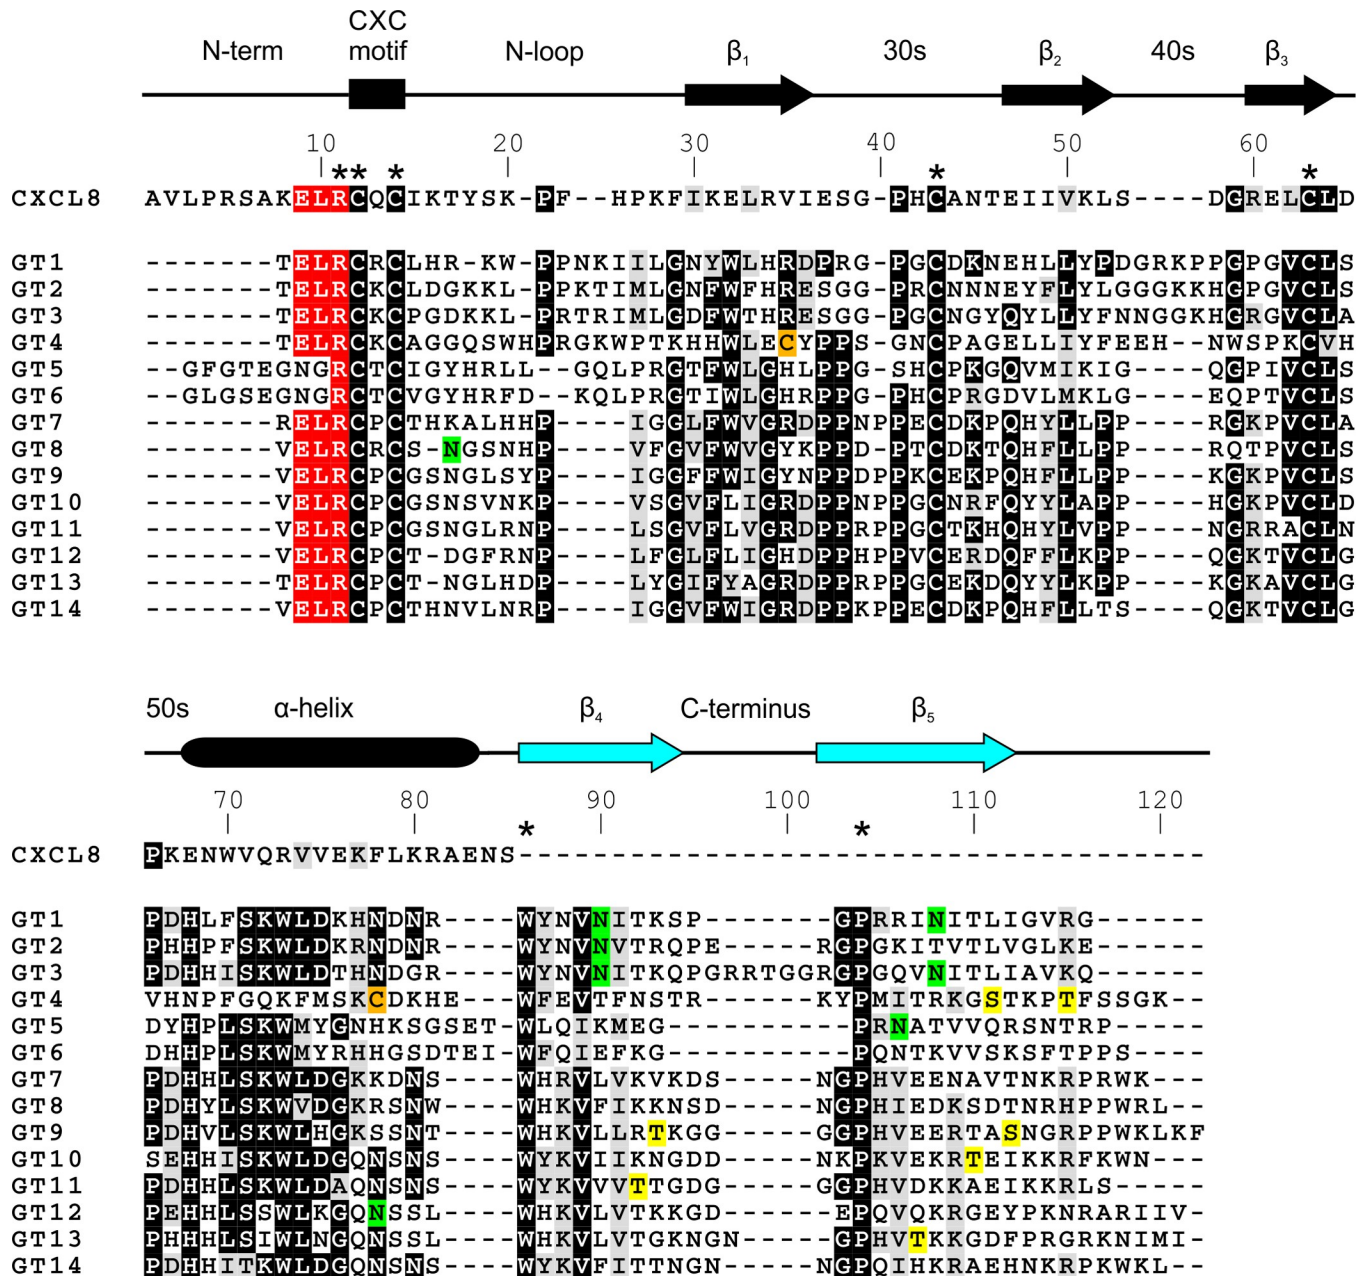 CXC
N-term motif N-loop β1 30s β2 40s β3
10 20 30 40 50 60
** * * *
CXCL8 AVLPRSAKELRCQCIKTYSK-PF--HPKFIKELRVIESG-PHCANTEIIVKLS----DGRELCLD
GT1 -------TELRCRCLHR-KW-PPNKIILGNYWLHRDPRG-PGCDKNEHLLYPDGRKPPGPGVCLS
GT2 -------TELRCKCLDGKKL-PPKTIMLGNFWFHRESGG-PRCNNNEYFLYLGGGKKHGPGVCLS
GT3 -------TELRCKCPGDKKL-PRTRIMLGDFWTHRESGG-PGCNGYQYLLYFNNGGKHGRGVCLA
GT4 -------TELRCKCAGGQSWHPRGKWPTKHHWLECYPPS-GNCPAGELLIYFEEH--NWSPKCVH
GT5 --GFGTEGNGRCTCIGYHRLL--GQLPRGTFWLGHLPPG-SHCPKGQVMIKIG----QGPIVCLS
GT6 --GLGSEGNGRCTCVGYHRFD--KQLPRGTIWLGHRPPG-PHCPRGDVLMKLG----EQPTVCLS
GT7 -------RELRCPCTHKALHHP----IGGLFWVGRDPPNPPECDKPQHYLLPP----RGKPVCLA
GT8 -------VELRCRCS-NGSNHP----VFGVFWVGYKPPD-PTCDKTQHFLLPP----RQTPVCLS
GT9 -------VELRCPCGSNGLSYP----IGGFFWIGYNPPDPPKCEKPQHFLLPP----KGKPVCLS
GT10 -------VELRCPCGSNSVNKP----VSGVFLIGRDPPNPPGCNRFQYYLAPP----HGKPVCLD
GT11 -------VELRCPCGSNGLRNP----LSGVFLVGRDPPRPPGCTKHQHYLVPP----NGRRACLN
GT12 -------VELRCPCT-DGFRNP----LFGLFLIGHDPPHPPVCERDQFFLKPP----QGKTVCLG
GT13 -------TELRCPCT-NGLHDP----LYGIFYAGRDPPRPPGCEKDQYYLKPP----KGKAVCLG
GT14 -------VELRCPCTHNVLNRP----IGGVFWIGRDPPKPPECDKPQHFLLTS----QGKTVCLG
50s α-helix β4 C-terminus β5
70 80 90 100 110 120
* *
CXCL8 PKENWVQRVVEKFLKRAENS-------------------------------------
GT1 PDHLFSKWLDKHNDNR----WYNVNITKSP-------GPRRINITLIGVRG------
GT2 PHHPFSKWLDKRNDNR----WYNVNVTRQPE------RGPGKITVTLVGLKE------
GT3 PDHHISKWLDTHNDGR----WYNVNITKQPGRRTGGRGPGQVNITLIAVKQ------
GT4 VHNPFGQKFMSKCDKHE---WFEVTFNSTR------KYPMITRKGSTKPTFSSGK--
GT5 DYHPLSKWMYGNHKSGSET-WLQIKMEG----------PRNATVVQRSNTRP-----
GT6 DHHPLSKWMYRHHGSDTEI-WFQIEFKG----------PQNTKVVSKSFTPPS----
GT7 PDHHLSKWLDGKKDNS----WHRVLVKVKDS-----NGPHVEENAVTNKRPRWK---
GT8 PDHYLSKWVDGKRSNW----WHKVFIKKNSD-----NGPHIEDKSDTNRHPPWRL--
GT9 PDHVLSKWLHGKSSNT----WHKVLLRTKGG-----GGPHVEERTASNGRPPWKLKF
GT10 SEHHISKWLDGQNSNS----WYKVIIKNGDD-----NKPKVEKRTEIKKRFKWN---
GT11 PDHHLSKWLDAQNSNS----WYKVVVTTGDG-----GGPHVDKKAEIKKRLS-----
GT12 PEHHLSSWLKGQNSSL----WHKVLVTKKGD------EPQVQKRGEYPKNRARIIV-
GT13 PHHHLSIWLNGQNSSL----WHKVLVTGKNGN-----GPHVTKKGDFPRGRKNIMI-
GT14 PDHHITKWLDGQNSNS----WYKVFITTNGN-----NGPQIHKRAEHNKRPKWKL--